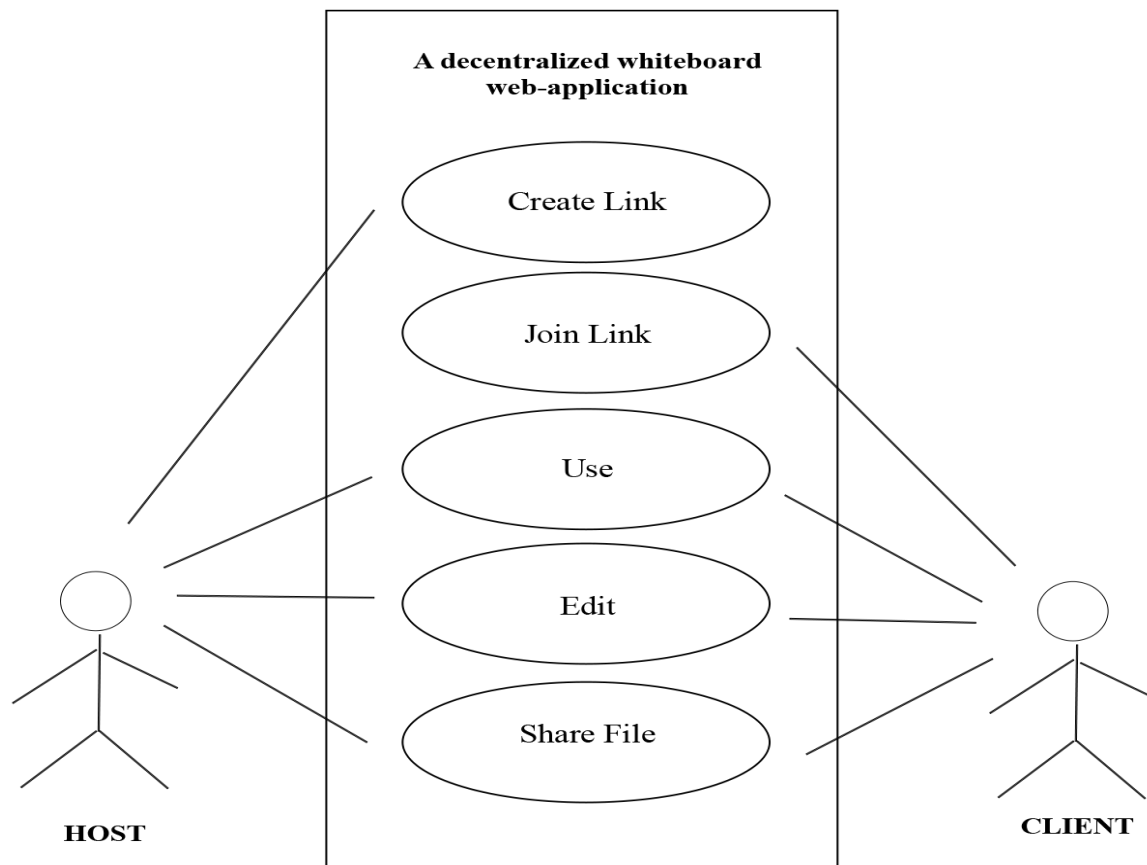 A decentralized whiteboard
web-application
Create Link
Join Link
Use
Edit
Share File
HOST
CLIENT